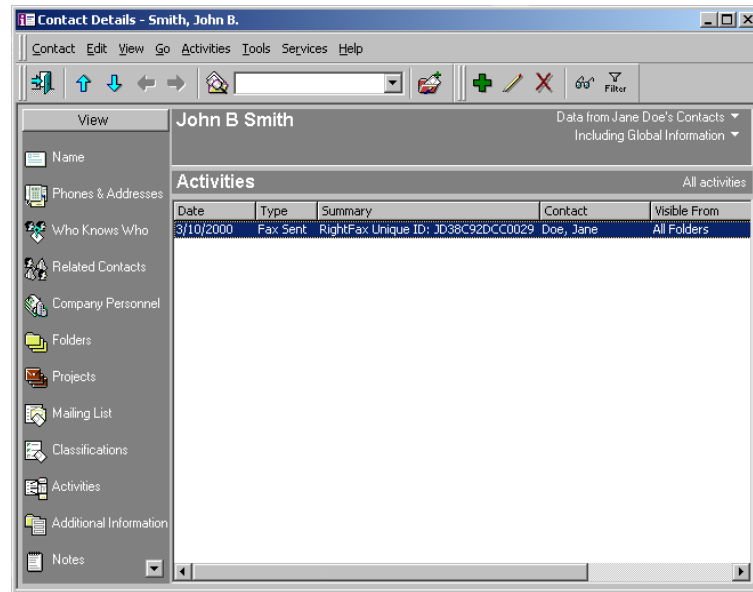 Contact Details - Smith, John B.
Contact Edit View Go Activities Tools Services Help
Filter
View
John B Smith
Data from Jane Doe's Contacts
Including Global Information
Name
Phones & Addresses
Who Knows Who
Related Contacts
Company Personnel
Folders
Projects
Mailing List
Classifications
Activities
Additional Information
Notes
Activities
All activities
Date Type Summary Contact Visible From
3/10/2000 Fax Sent RightFax Unique ID: JD38C92DCC0029 Doe, Jane All Folders